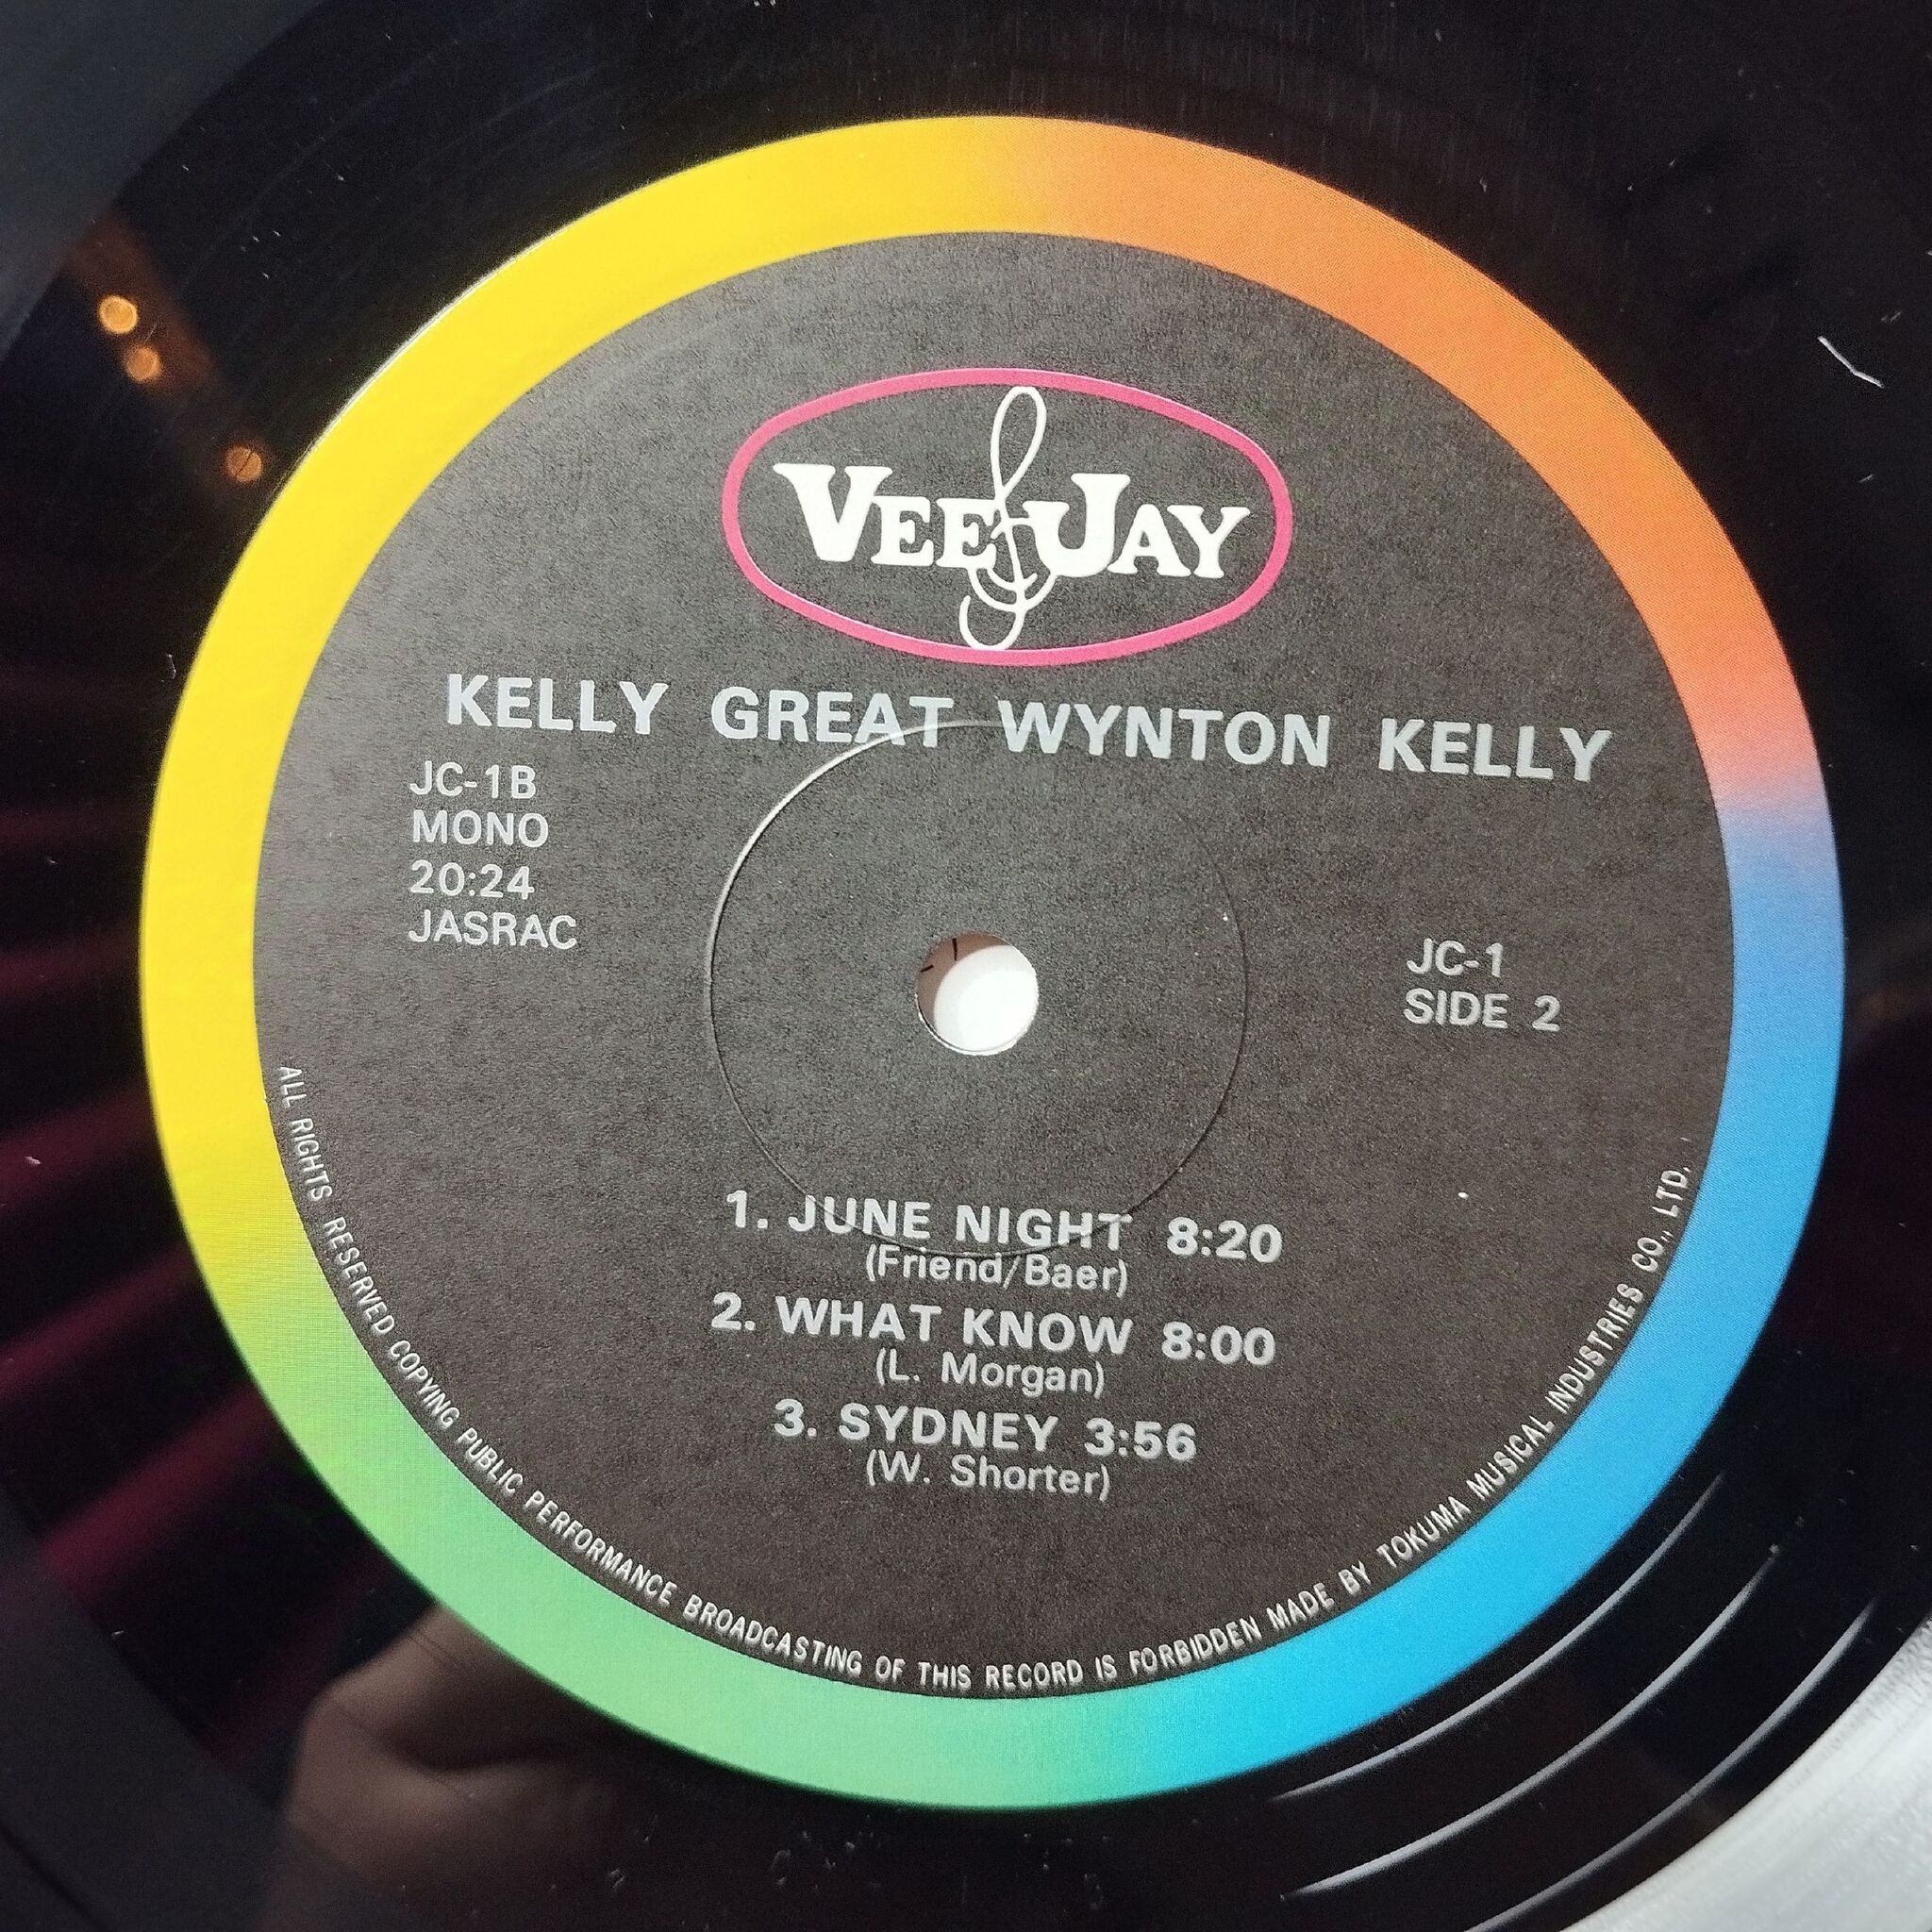 VEE JAY
KELLY GREAT WYNTON KELLY
JC-1B
MONO
20:24
JASRAC
JC-1
SIDE 2
1. JUNE NIGHT 8:20
(Friend/Baer)
2. WHAT KNOW 8:00
(L. Morgan)
3. SYDNEY 3:56
(W. Shorter)
ALL RIGHTS RESERVED COPYING PUBLIC PERFORMANCE BROADCASTING OF THIS RECORD IS FORBIDDEN MADE BY TOKUMA MUSICAL INDUSTRIES CO., LTD.